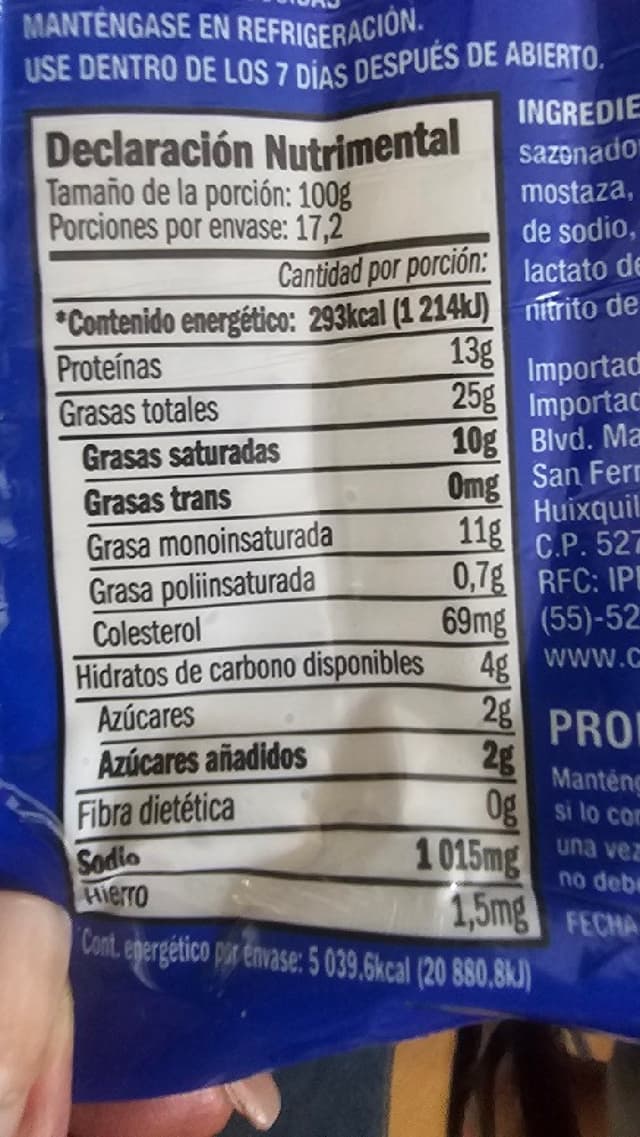 MANTÉNGASE EN REFRIGERACIÓN.
USE DENTRO DE LOS 7 DÍAS DESPUÉS DE ABIERTO.
Declaración Nutrimental
Tamaño de la porción: 100g
Porciones por envase: 17,2
Cantidad por porción:
*Contenido energético: 293kcal (1 214kJ)
Proteínas 13g
Grasas totales 25g
Grasas saturadas 10g
Grasas trans 0mg
Grasa monoinsaturada 11g
Grasa poliinsaturada 0,7g
Colesterol 69mg
Hidratos de carbono disponibles 4g
Azúcares 2g
Azúcares añadidos 2g
Fibra dietética 0g
Sodio 1 015mg
Hierro 1,5mg
*Cont. energético por envase: 5 039.6kcal (20 880.8kJ)
INGREDIE
sazonado
mostaza,
de sodio,
lactato de
nitrito de
Importad
Importad
Blvd. Ma
San Fern
Huixquil
C.P. 527
RFC: IP
(55)-52
www.c
PRO
Manténg
si lo con
una vez
no debe
FECHA